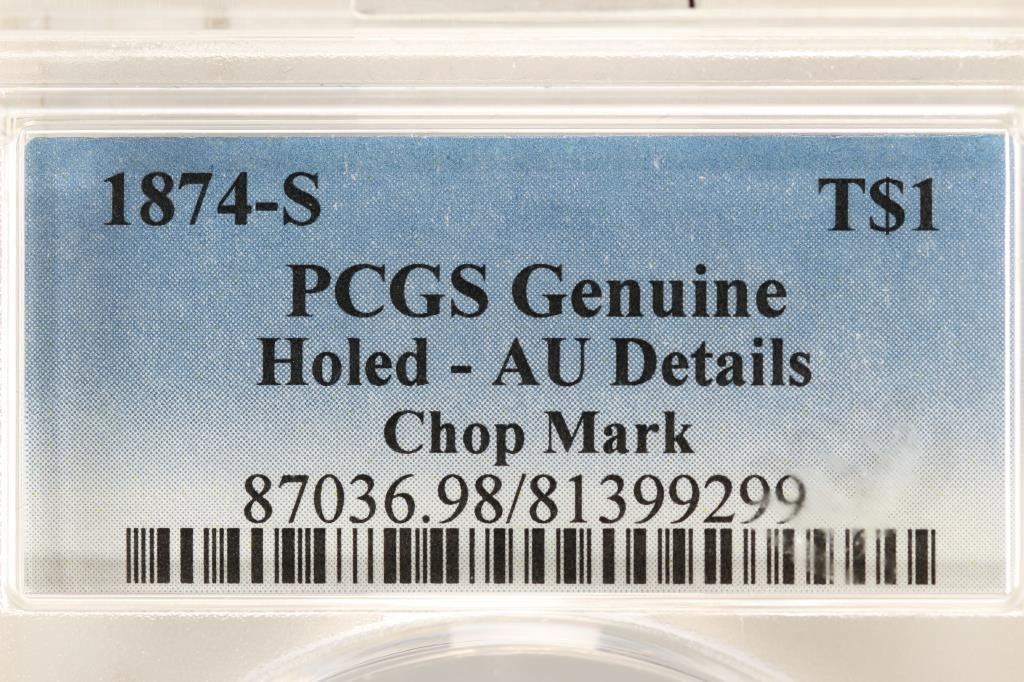 1874-S T$1
PCGS Genuine
Holed - AU Details
Chop Mark
87036.98/81399299